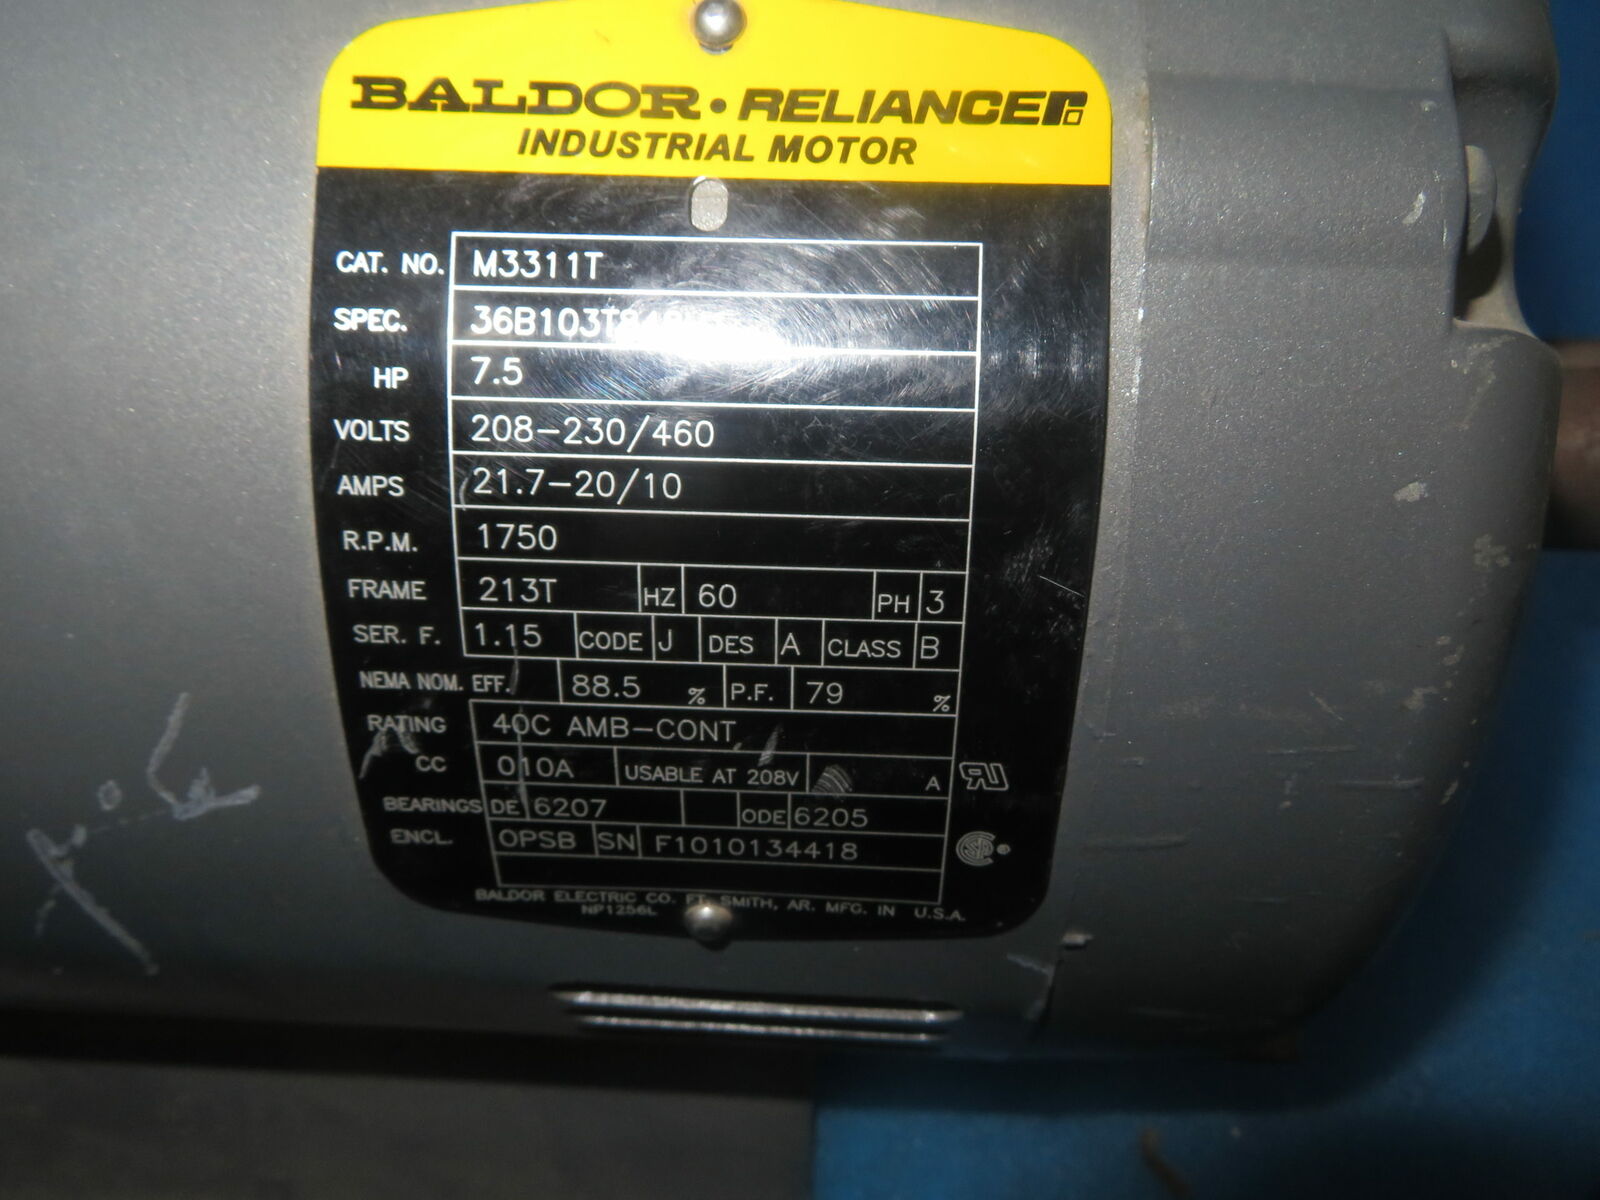 BALDOR • RELIANCE
INDUSTRIAL MOTOR
CAT. NO. M3311T
SPEC.
HP 7.5
VOLTS 208-230/460
AMPS 21.7-20/10
R.P.M. 1750
FRAME 213T HZ 60 PH 3
SER. F. 1.15 CODE J DES A CLASS B
NEMA NOM. EFF. 88.5 % P.F. 79 %
RATING 40C AMB-CONT
CC 010A USABLE AT 208V A
BEARINGS DE 6207 ODE 6205
ENCL. OPSB SN F1010134418
BALDOR ELECTRIC CO. FT. SMITH, AR. MFG. IN U.S.A.
NP1256L